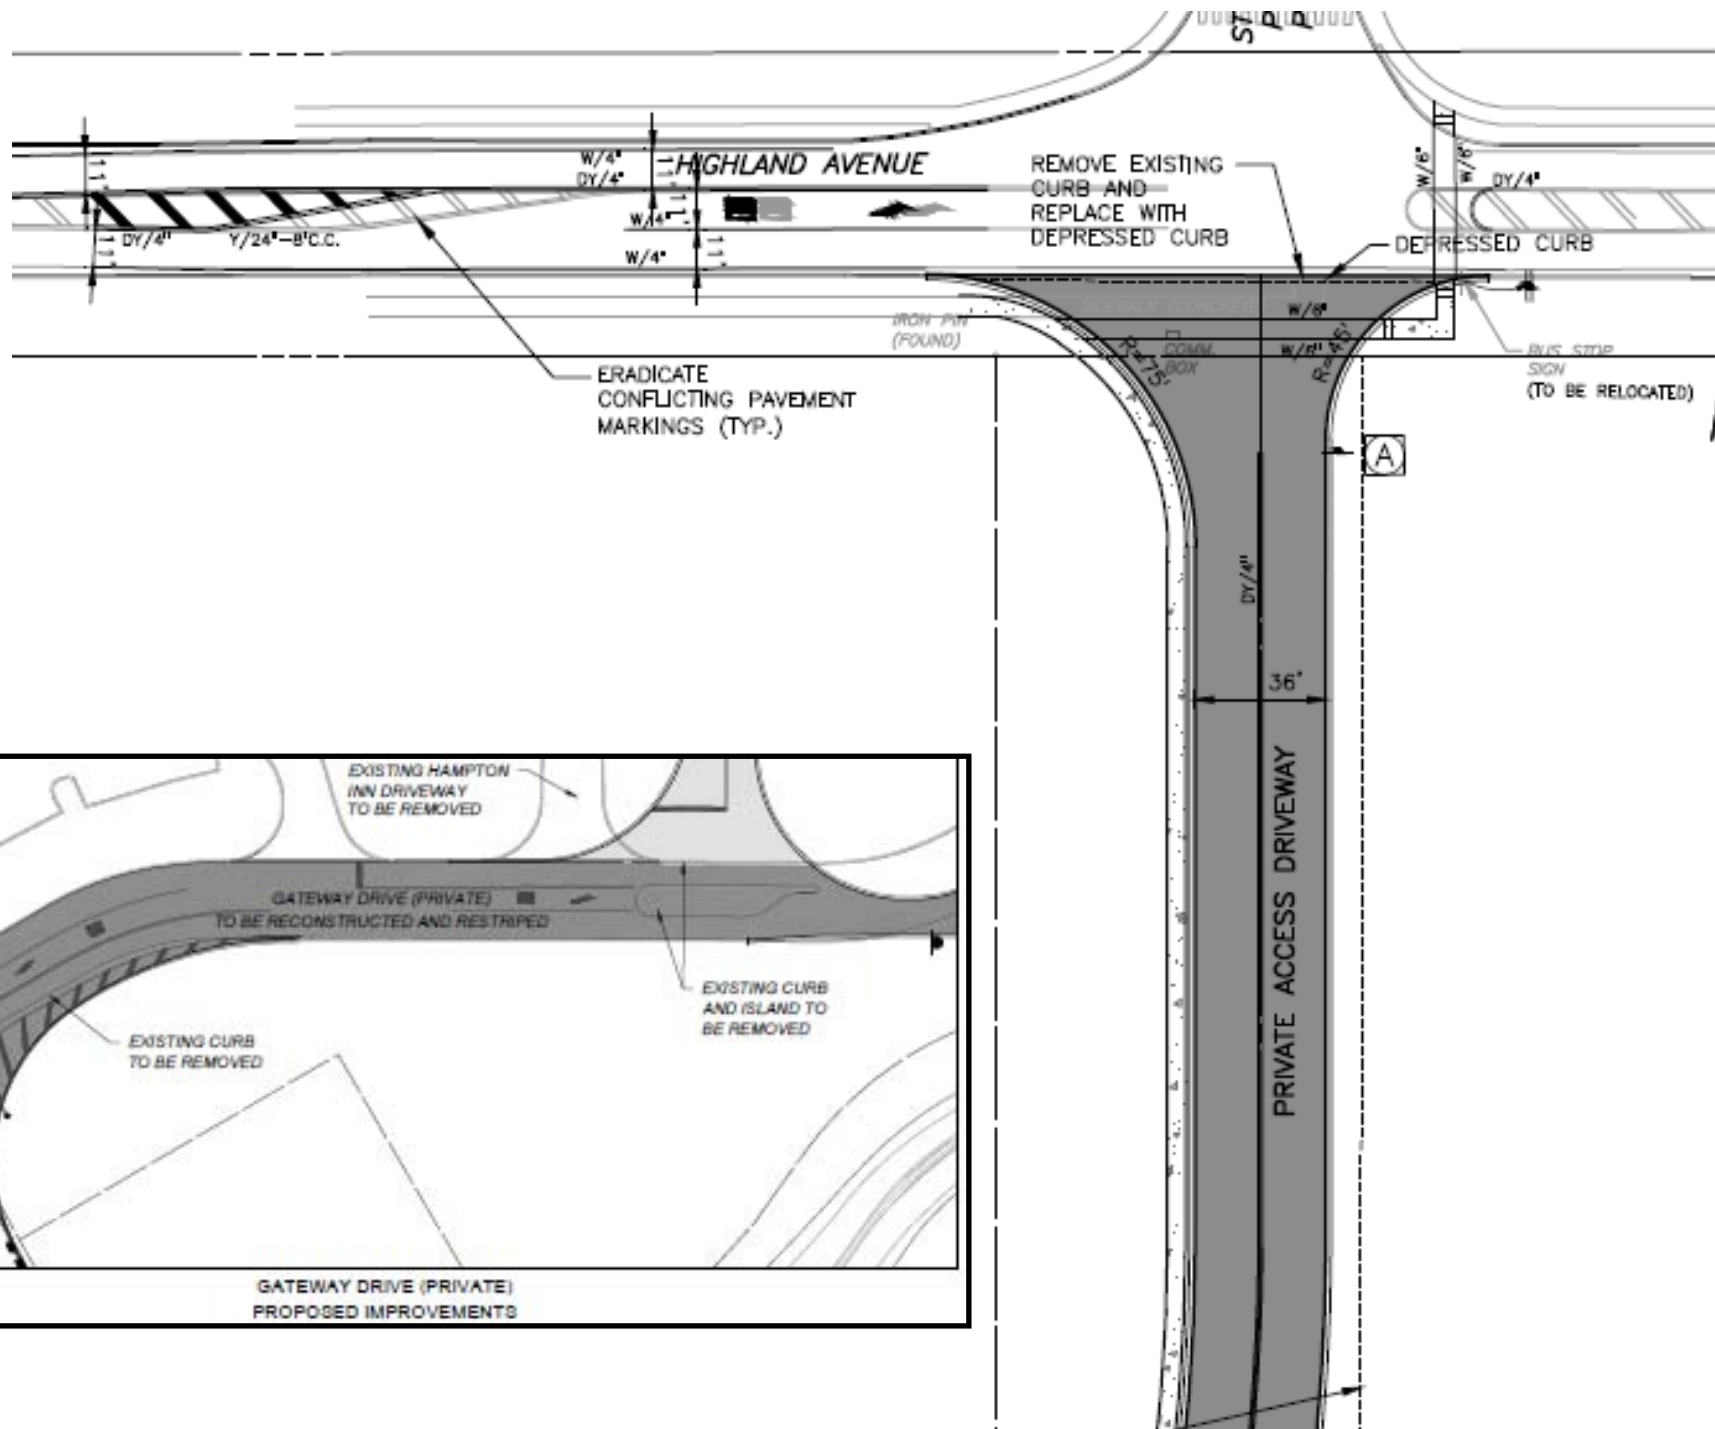 ST
P
P
HIGHLAND AVENUE
W/4"
DY/4"
11'
11'
W/4"
11'
W/4"
11'
11'
DY/4"
Y/24"-8'C.C.
REMOVE EXISTING
CURB AND
REPLACE WITH
DEPRESSED CURB
W/6"
W/6"
DY/4"
DEPRESSED CURB
SIDEWALK (CONCRETE
W/6"
IRON PIN
(FOUND)
R=75'
COMM.
BOX
W/6"
R=45'
BUS STOP
SIGN
(TO BE RELOCATED)
ERADICATE
CONFLICTING PAVEMENT
MARKINGS (TYP.)
A
DY/4"
36'
PRIVATE ACCESS DRIVEWAY
EXISTING HAMPTON
INN DRIVEWAY
TO BE REMOVED
GATEWAY DRIVE (PRIVATE)
TO BE RECONSTRUCTED AND RESTRIPED
EXISTING CURB
AND ISLAND TO
BE REMOVED
EXISTING CURB
TO BE REMOVED
GATEWAY DRIVE (PRIVATE)
PROPOSED IMPROVEMENTS